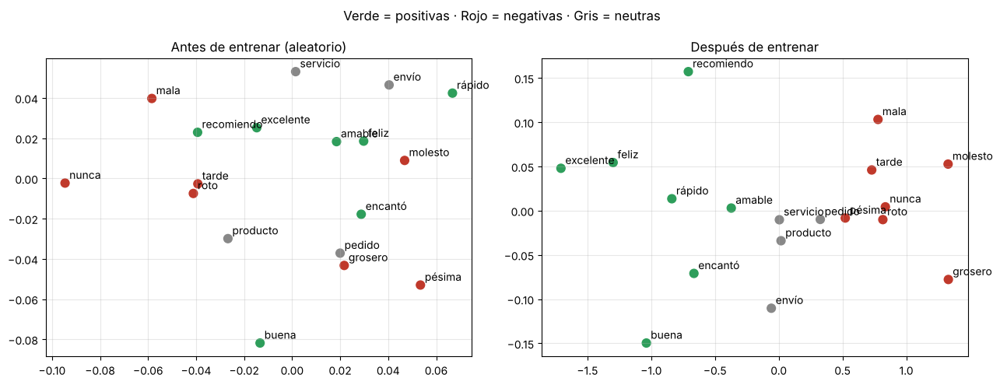 Verde = positivas · Rojo = negativas · Gris = neutras
Antes de entrenar (aleatorio)
servicio
envío
rápido
mala
recomiendo
excelente
amable
feliz
molesto
nunca
tarde
roto
encantó
producto
pedido
grosero
pésima
buena
0.04
0.02
0.00
−0.02
−0.04
−0.06
−0.08
−0.10
−0.08
−0.06
−0.04
−0.02
0.00
0.02
0.04
0.06
Después de entrenar
recomiendo
mala
excelente
feliz
tarde
molesto
rápido
amable
nunca
servicio
pedido
pésima
roto
producto
encantó
grosero
envío
buena
0.15
0.10
0.05
0.00
−0.05
−0.10
−0.15
−1.5
−1.0
−0.5
0.0
0.5
1.0